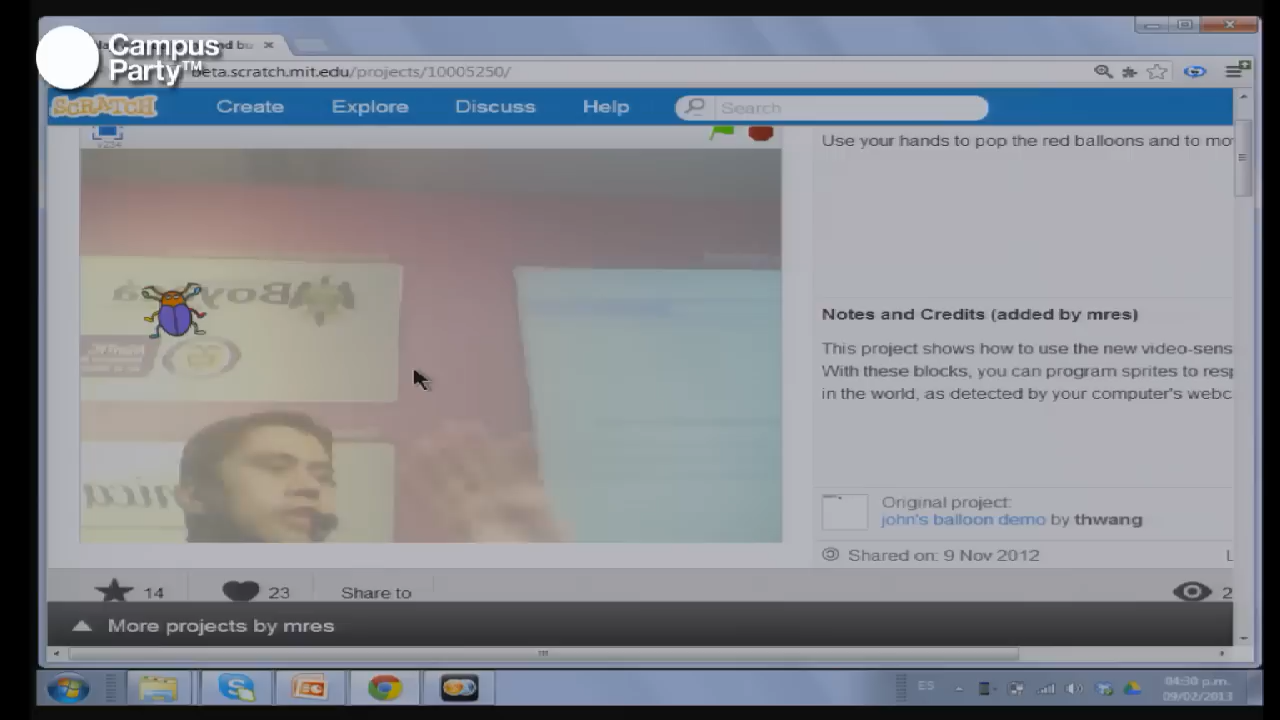 Campus
Party™
beta.scratch.mit.edu/projects/10005250/
SCRATCH
Create
Explore
Discuss
Help
Search
v234
Use your hands to pop the red balloons and to mo
Notes and Credits (added by mres)
This project shows how to use the new video-sens
With these blocks, you can program sprites to resp
in the world, as detected by your computer's webc
Original project:
john's balloon demo by thwang
Shared on: 9 Nov 2012
L
14
23
Share to
2
More projects by mres
ES
04:30 p.m.
09/02/2013